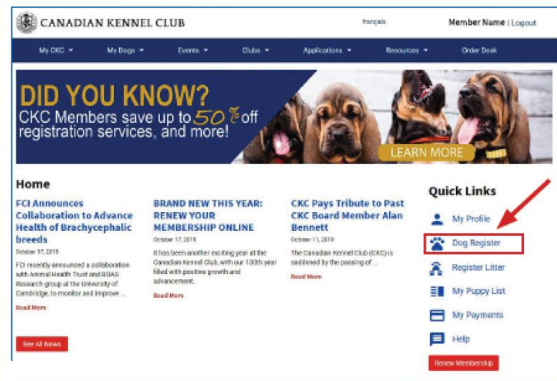 CANADIAN KENNEL CLUB
français
Member Name | Logout
My CKC
My Dogs
Events
Clubs
Applications
Resources
Order Desk
DID YOU KNOW?
CKC Members save up to 50% off
registration services, and more!
LEARN MORE
Home
FCI Announces
Collaboration to Advance
Health of Brachycephalic
breeds
October 17, 2019
FCI recently announced a collaboration
with Animal Health Trust and BOAS
Research group at the University of
Cambridge, to monitor and improve ...
Read More
BRAND NEW THIS YEAR:
RENEW YOUR
MEMBERSHIP ONLINE
October 17, 2019
It has been another exciting year at the
Canadian Kennel Club, with our 130th year
filled with positive growth and
advancement.
Read More
CKC Pays Tribute to Past
CKC Board Member Alan
Bennett
October 11, 2019
The Canadian Kennel Club (CKC) is
saddened by the passing of ...
Read More
See All News
Quick Links
My Profile
Dog Register
Register Litter
My Puppy List
My Payments
Help
Renew Membership